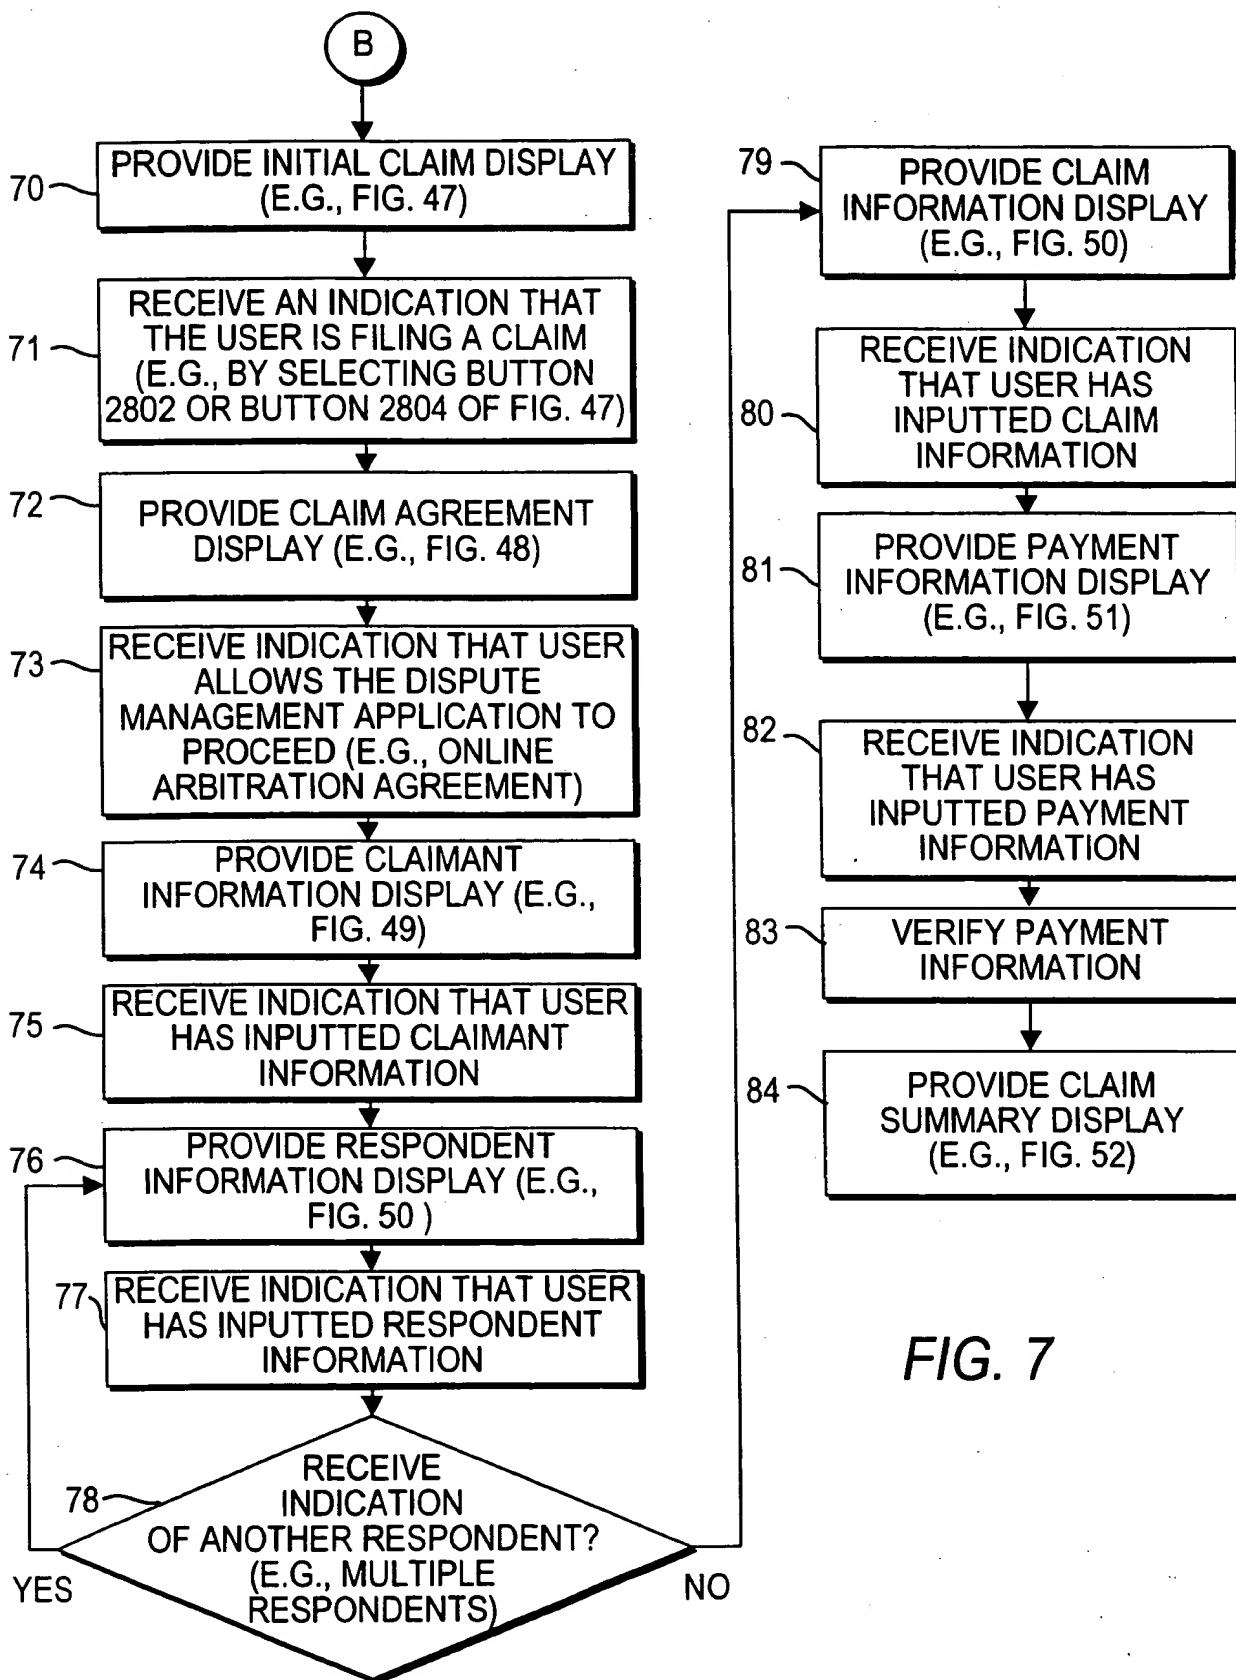 B
70
PROVIDE INITIAL CLAIM DISPLAY
(E.G., FIG. 47)
71
RECEIVE AN INDICATION THAT
THE USER IS FILING A CLAIM
(E.G., BY SELECTING BUTTON
2802 OR BUTTON 2804 OF FIG. 47)
72
PROVIDE CLAIM AGREEMENT
DISPLAY (E.G., FIG. 48)
73
RECEIVE INDICATION THAT USER
ALLOWS THE DISPUTE
MANAGEMENT APPLICATION TO
PROCEED (E.G., ONLINE
ARBITRATION AGREEMENT)
74
PROVIDE CLAIMANT
INFORMATION DISPLAY (E.G.,
FIG. 49)
75
RECEIVE INDICATION THAT USER
HAS INPUTTED CLAIMANT
INFORMATION
76
PROVIDE RESPONDENT
INFORMATION DISPLAY (E.G.,
FIG. 50 )
77
RECEIVE INDICATION THAT USER
HAS INPUTTED RESPONDENT
INFORMATION
78
RECEIVE
INDICATION
OF ANOTHER RESPONDENT?
(E.G., MULTIPLE
RESPONDENTS)
YES
NO
79
PROVIDE CLAIM
INFORMATION DISPLAY
(E.G., FIG. 50)
80
RECEIVE INDICATION
THAT USER HAS
INPUTTED CLAIM
INFORMATION
81
PROVIDE PAYMENT
INFORMATION DISPLAY
(E.G., FIG. 51)
82
RECEIVE INDICATION
THAT USER HAS
INPUTTED PAYMENT
INFORMATION
83
VERIFY PAYMENT
INFORMATION
84
PROVIDE CLAIM
SUMMARY DISPLAY
(E.G., FIG. 52)
FIG. 7